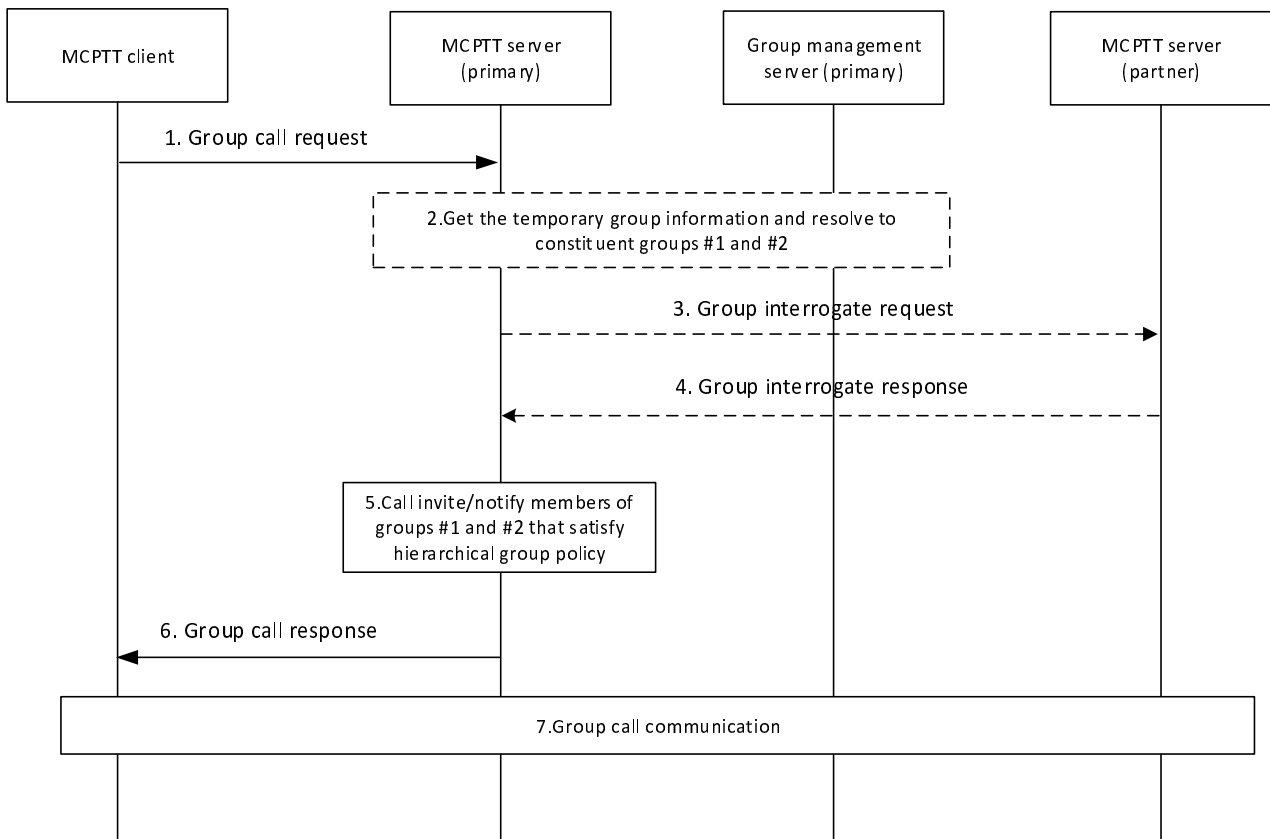 MCPTT client
MCPTT server
(primary)
Group management
server (primary)
MCPTT server
(partner)
1. Group call request
2.Get the temporary group information and resolve to
constituent groups #1 and #2
3. Group interrogate request
4. Group interrogate response
5.Call invite/notify members of
groups #1 and #2 that satisfy
hierarchical group policy
6. Group call response
7.Group call communication